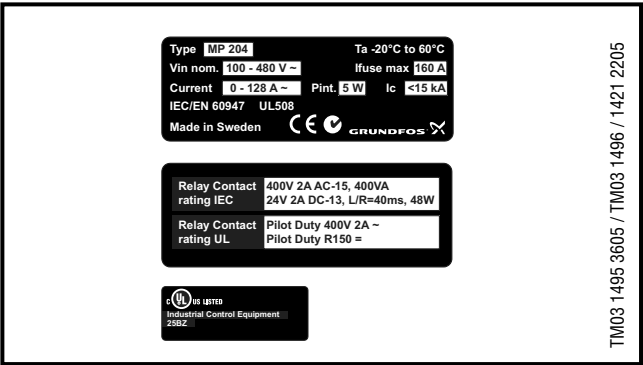 Type MP 204 Ta -20°C to 60°C
Vin nom. 100 - 480 V ~ Ifuse max 160 A
Current 0 - 128 A ~ Pint. 5 W Ic <15 kA
IEC/EN 60947 UL508
Made in Sweden CE GRUNDFOS
Relay Contact rating IEC
400V 2A AC-15, 400VA
24V 2A DC-13, L/R=40ms, 48W
Relay Contact rating UL
Pilot Duty 400V 2A ~
Pilot Duty R150 =
C UL US LISTED
Industrial Control Equipment
25BZ
TM03 1495 3605 / TM03 1496 / 1421 2205